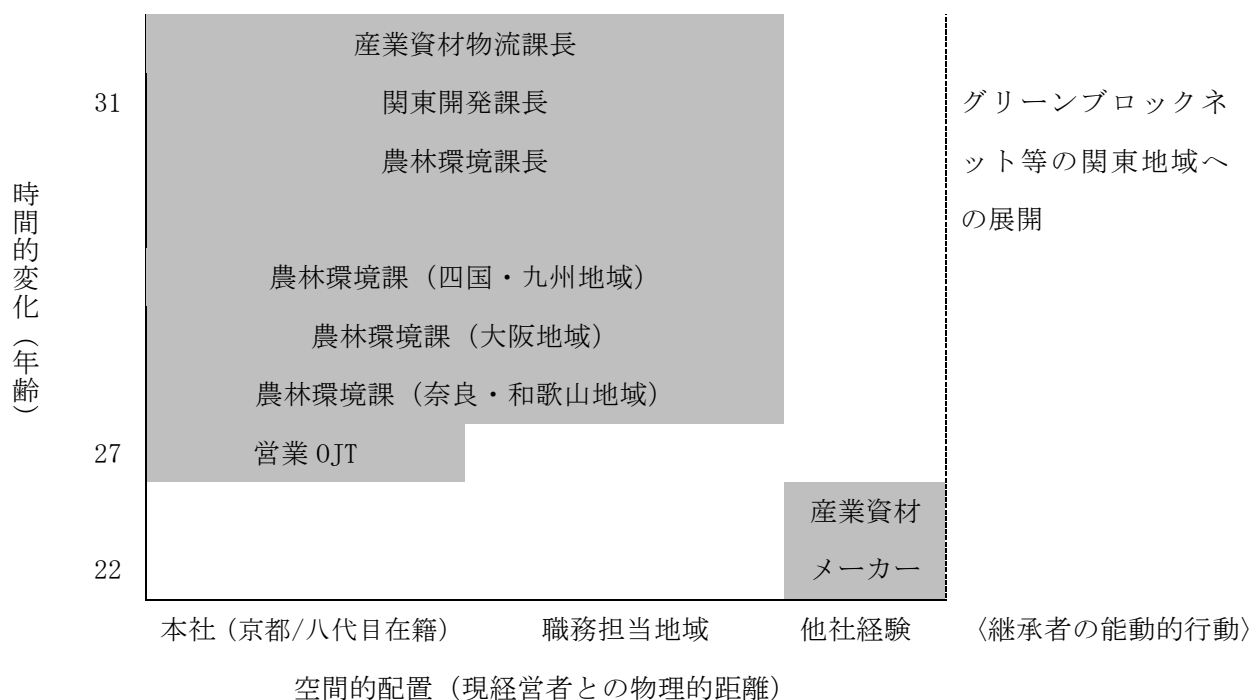 産業資材物流課長
31
関東開発課長
グリーンブロックネ
農林環境課長
ット等の関東地域へ
の展開
時間的変化（年齢）
農林環境課（四国・九州地域）
農林環境課（大阪地域）
農林環境課（奈良・和歌山地域）
27
営業 OJT
産業資材
22
メーカー
本社（京都/八代目在籍）
職務担当地域
他社経験
〈継承者の能動的行動〉
空間的配置（現経営者との物理的距離）